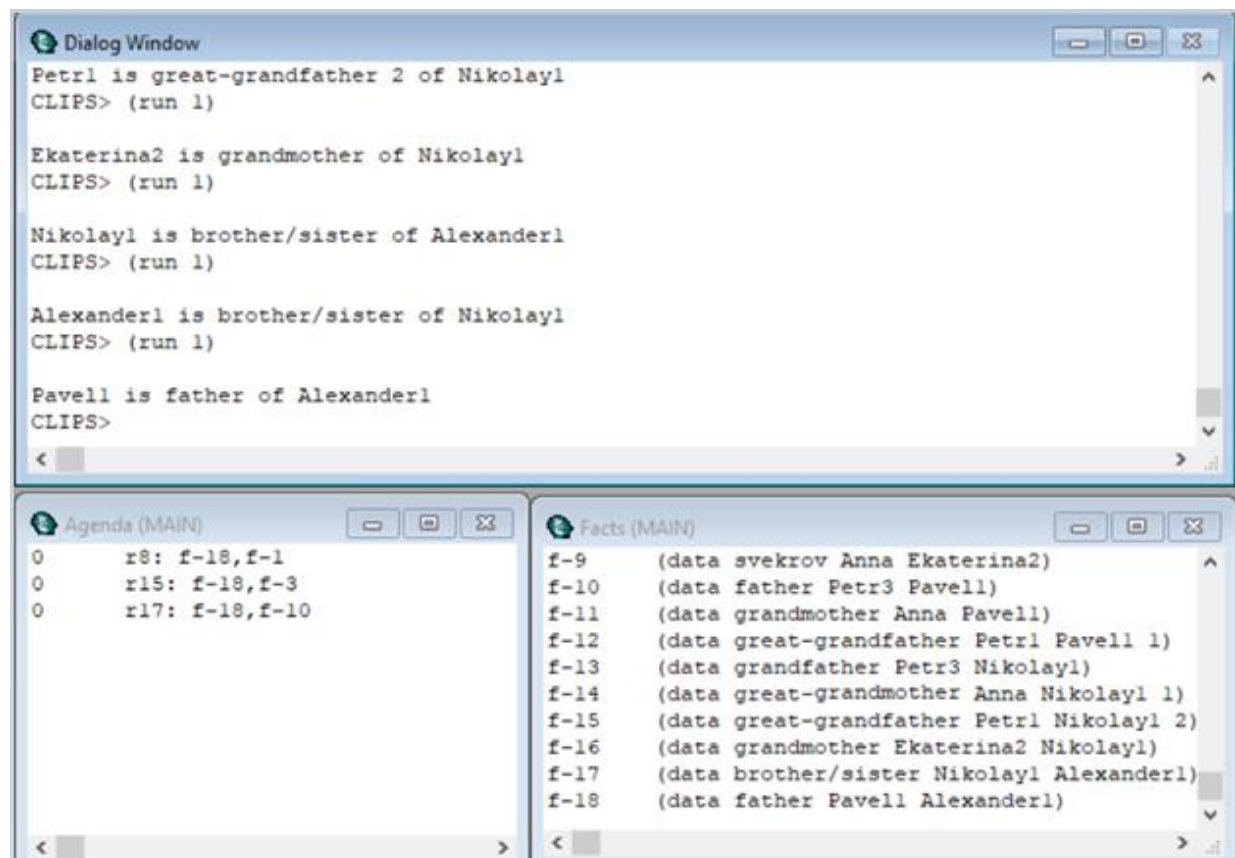 Dialog Window
Petr1 is great-grandfather 2 of Nikolay1
CLIPS> (run 1)
Ekaterina2 is grandmother of Nikolay1
CLIPS> (run 1)
Nikolay1 is brother/sister of Alexander1
CLIPS> (run 1)
Alexander1 is brother/sister of Nikolay1
CLIPS> (run 1)
Pavel1 is father of Alexander1
CLIPS>
Agenda (MAIN)
0 r8: f-18,f-1
0 r15: f-18,f-3
0 r17: f-18,f-10
Facts (MAIN)
f-9 (data svekrov Anna Ekaterina2)
f-10 (data father Petr3 Pavel1)
f-11 (data grandmother Anna Pavel1)
f-12 (data great-grandfather Petr1 Pavel1 1)
f-13 (data grandfather Petr3 Nikolay1)
f-14 (data great-grandmother Anna Nikolay1 1)
f-15 (data great-grandfather Petr1 Nikolay1 2)
f-16 (data grandmother Ekaterina2 Nikolay1)
f-17 (data brother/sister Nikolay1 Alexander1)
f-18 (data father Pavel1 Alexander1)